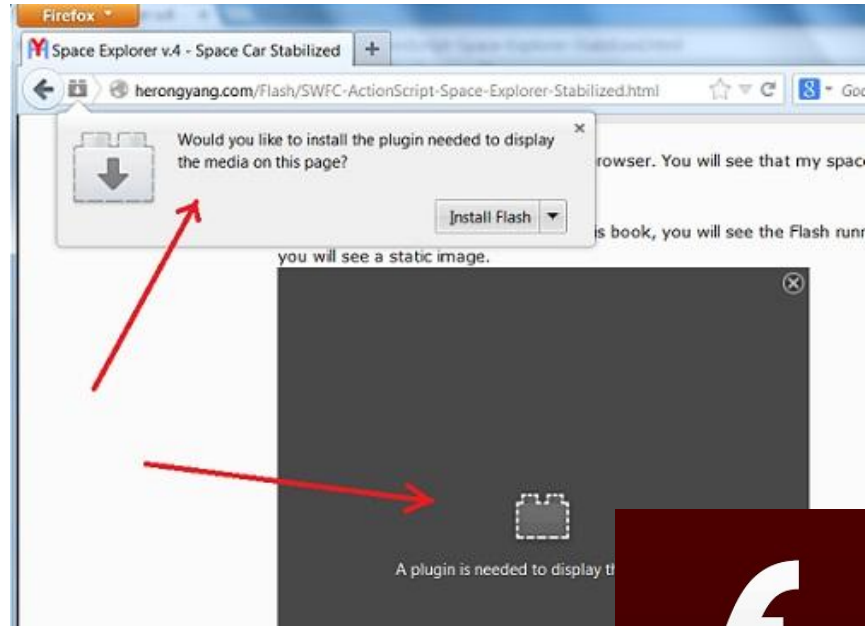 Firefox
Space Explorer v.4 - Space Car Stabilized
herongyang.com/Flash/SWFC-ActionScript-Space-Explorer-Stabilized.html
Would you like to install the plugin needed to display
the media on this page?
rowser. You will see that my space
Install Flash
s book, you will see the Flash runn
you will see a static image.
A plugin is needed to display th